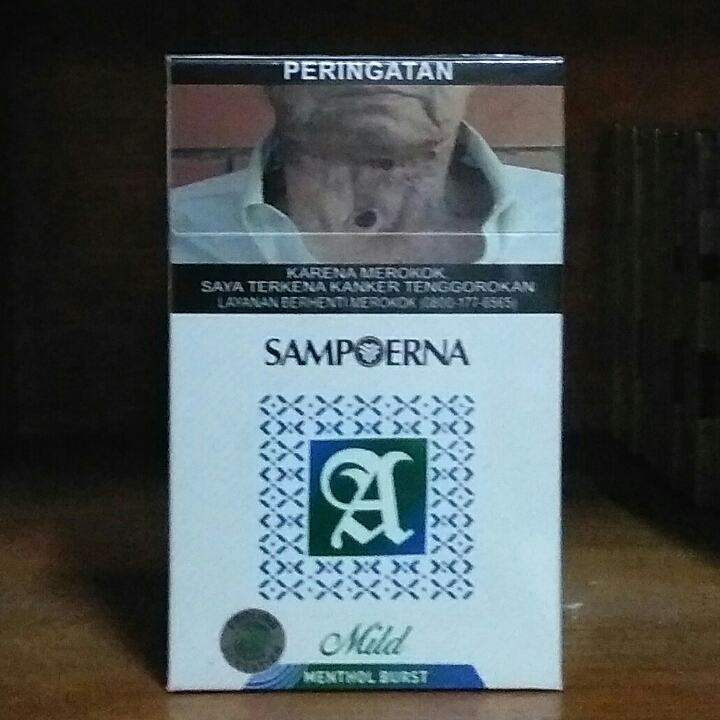 PERINGATAN
KARENA MEROKOK
SAYA TERKENA KANKER TENGGOROKAN
LAYANAN BERHENTI MEROKOK (0800-177-6565)
SAMPOERNA
A
Mild
MENTHOL BURST